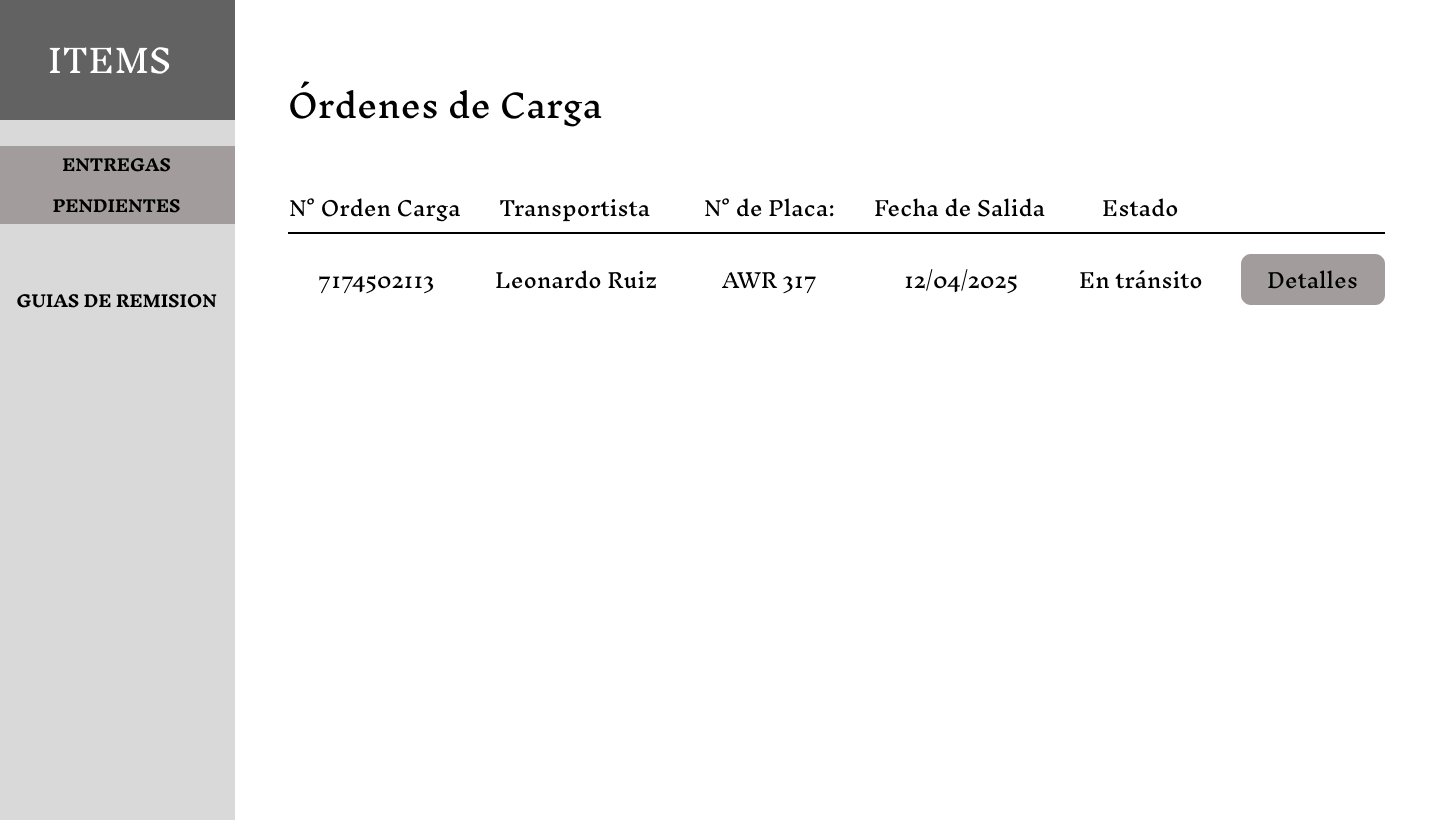 ITEMS
ENTREGAS
PENDIENTES
GUIAS DE REMISION
Órdenes de Carga
N° Orden Carga Transportista N° de Placa: Fecha de Salida Estado
7174502113 Leonardo Ruiz AWR 317 12/04/2025 En tránsito Detalles